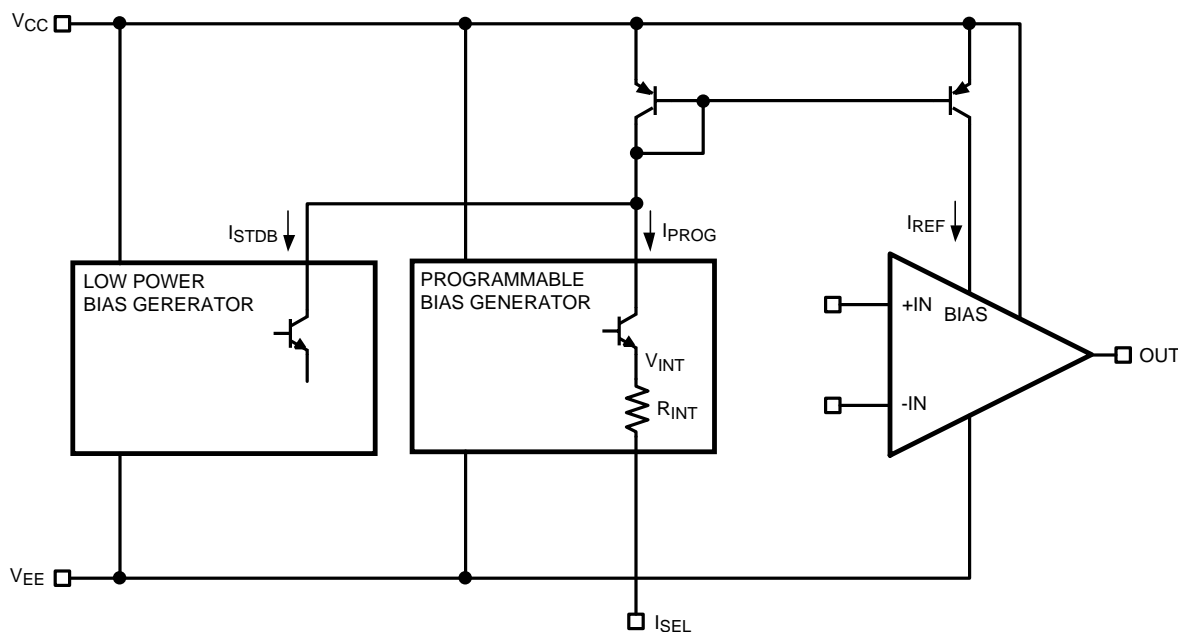 VCC
ISTDB
IPROG
IREF
LOW POWER
BIAS GERERATOR
PROGRAMMABLE
BIAS GENERATOR
VINT
RINT
+IN
BIAS
-IN
OUT
VEE
ISEL